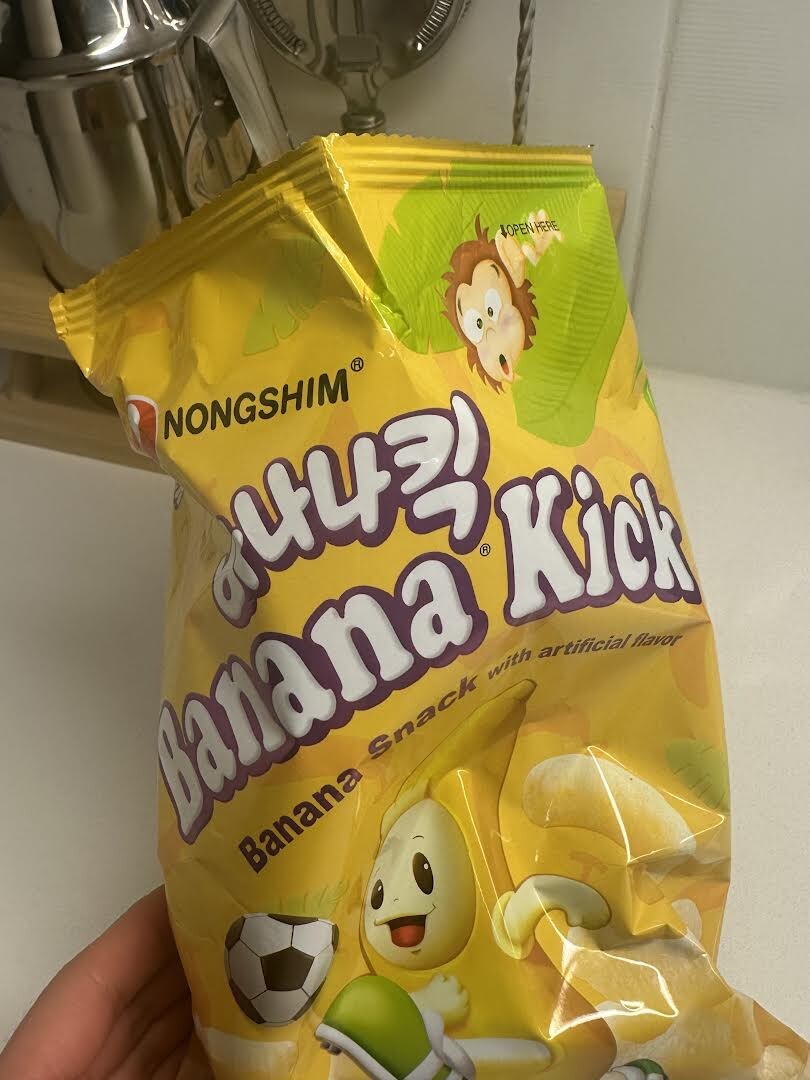 OPEN HERE
NONGSHIM®
바나나킥
®
Banana Kick
Banana Snack with artificial flavor